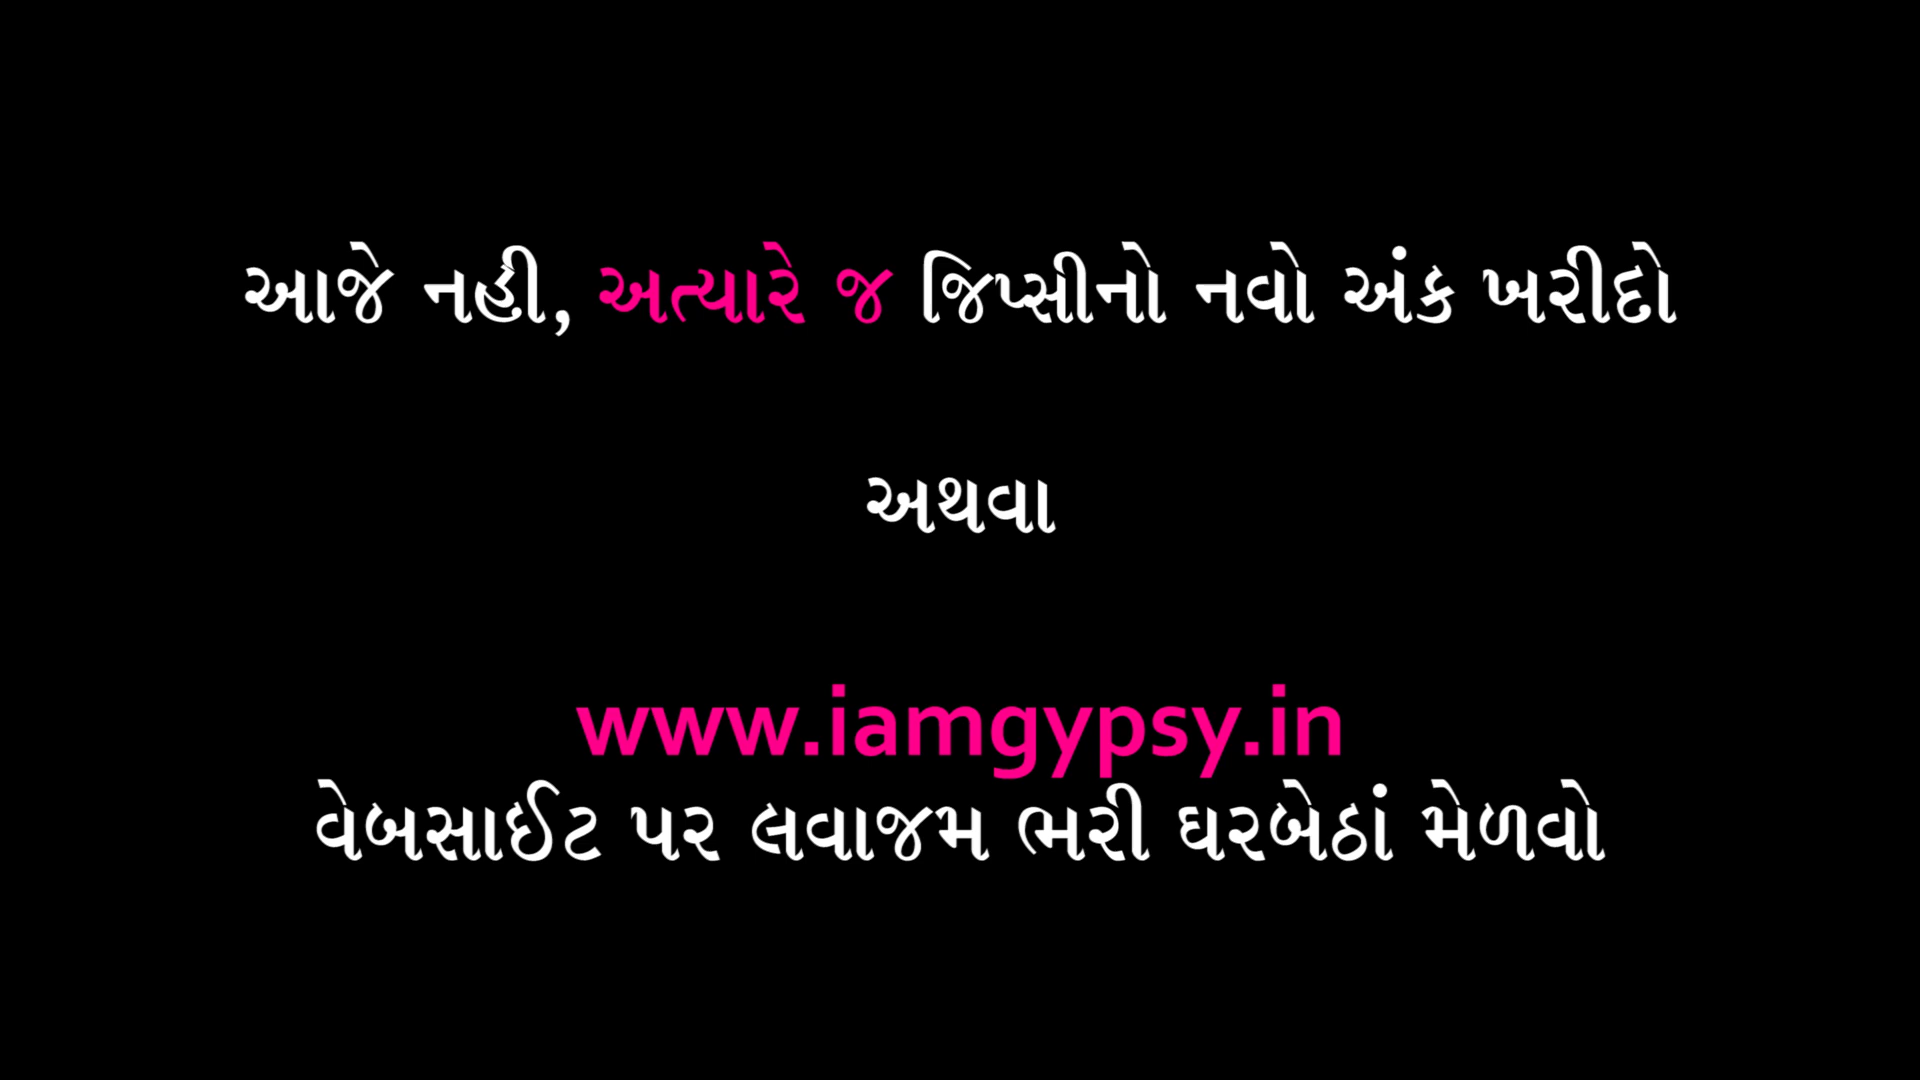 આજે નહી, અત્યારે જ જિપ્સીનો નવો અંક ખરીદો
અથવા
www.iamgypsy.in
વેબસાઈટ પર લવાજમ ભરી ઘરબેઠાં મેળવો